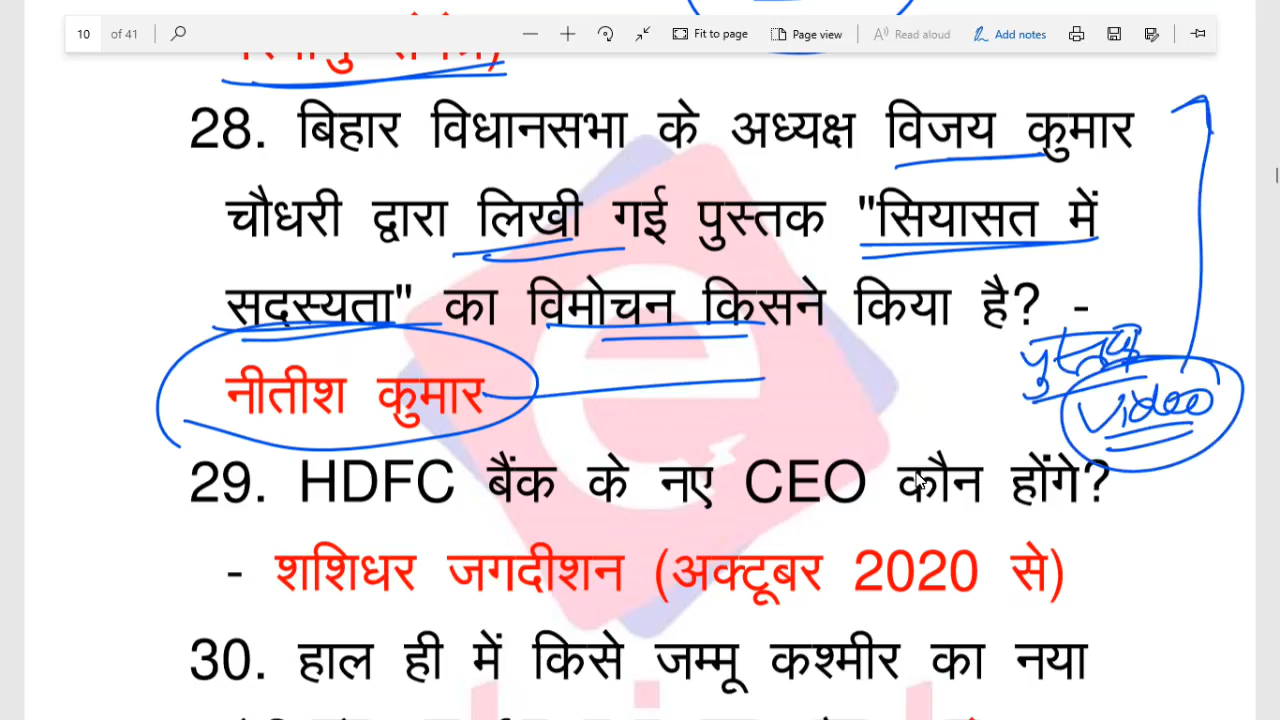 10 of 41 Fit to page Page view Read aloud Add notes
28. बिहार विधानसभा के अध्यक्ष विजय कुमार
चौधरी द्वारा लिखी गई पुस्तक "सियासत में
सदस्यता" का विमोचन किसने किया है? -
पुस्तक
नीतीश कुमार
Video
29. HDFC बैंक के नए CEO कौन होंगे?
- शशिधर जगदीशन (अक्टूबर 2020 से)
30. हाल ही में किसे जम्मू कश्मीर का नया